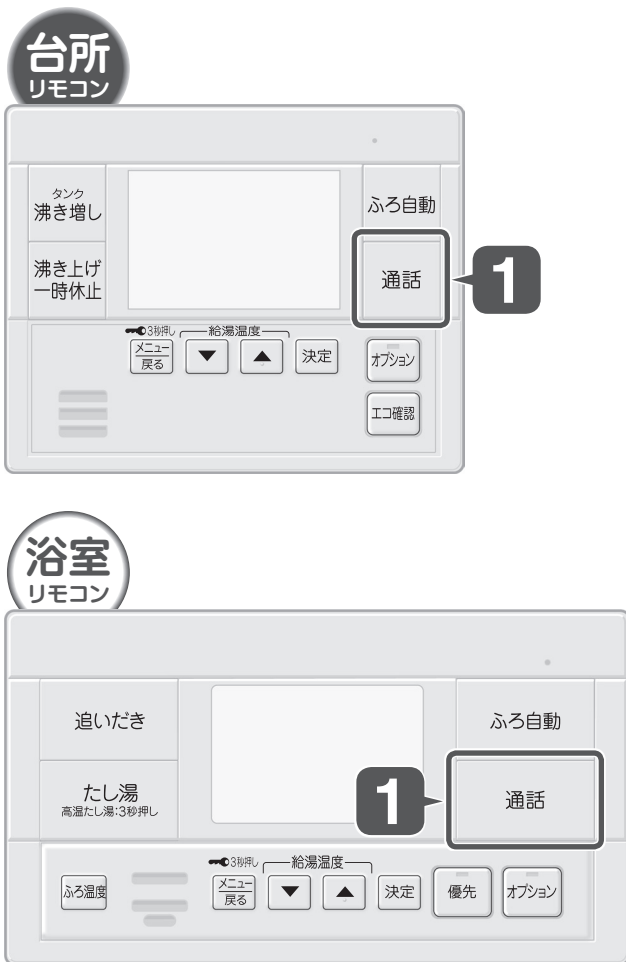 台所
リモコン
タンク
沸き増し
ふろ自動
沸き上げ
一時休止
通話
1
3秒押し
給湯温度
メニュー
戻る
▼
▲
決定
オプション
エコ確認
浴室
リモコン
追いだき
ふろ自動
たし湯
高温たし湯:3秒押し
1
通話
3秒押し
給湯温度
ふろ温度
メニュー
戻る
▼
▲
決定
優先
オプション